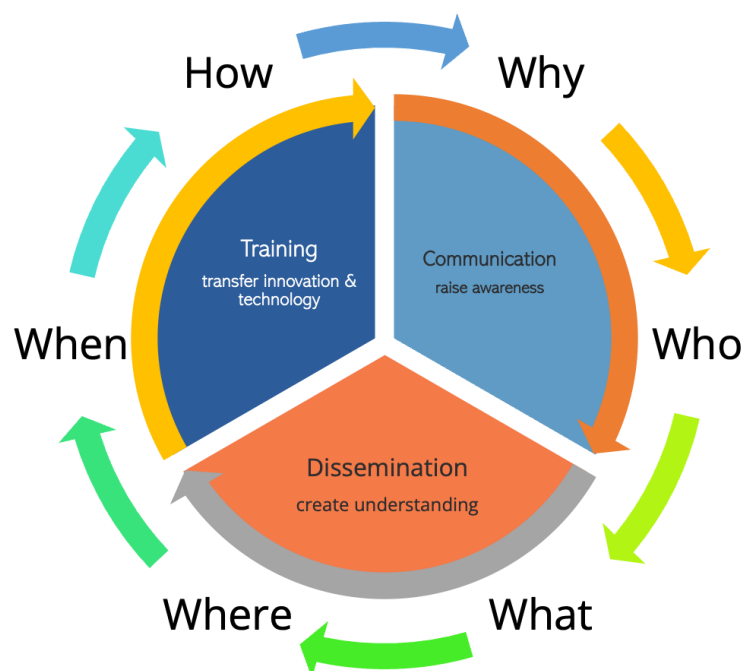 How
Why
Training
transfer innovation &
technology
Communication
raise awareness
When
Who
Dissemination
create understanding
Where
What